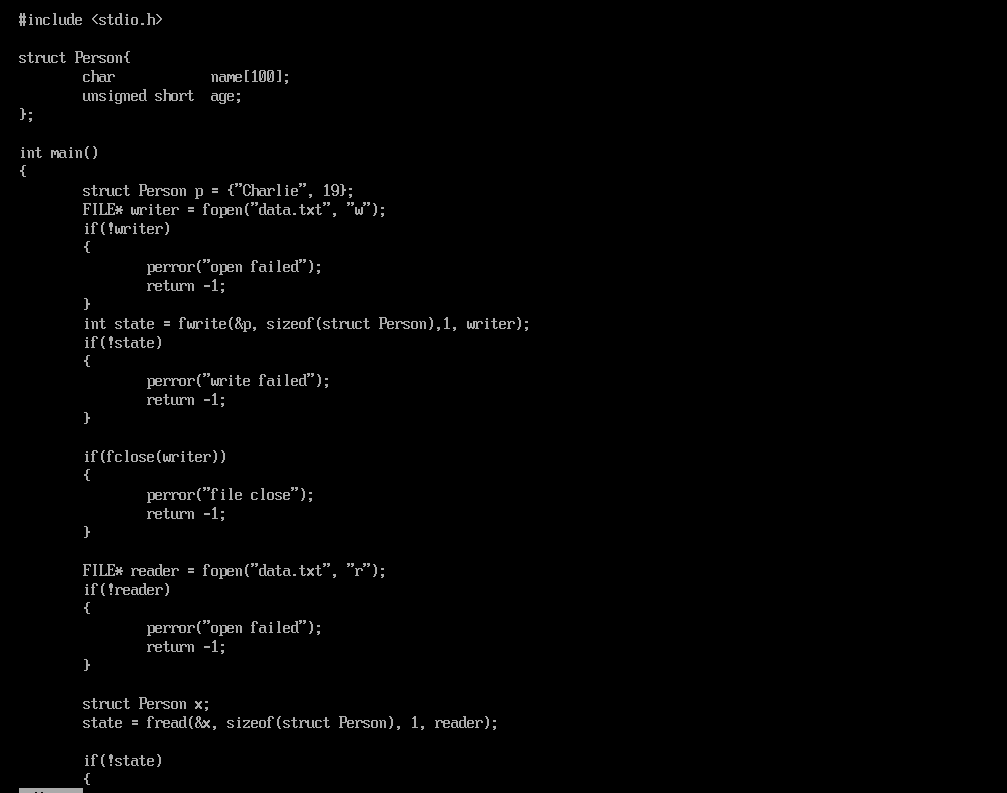 #include <stdio.h>
struct Person{
char name[100];
unsigned short age;
};
int main()
{
struct Person p = {"Charlie", 19};
FILE* writer = fopen("data.txt", "w");
if(!writer)
{
perror("open failed");
return -1;
}
int state = fwrite(&p, sizeof(struct Person),1, writer);
if(!state)
{
perror("write failed");
return -1;
}
if(fclose(writer))
{
perror("file close");
return -1;
}
FILE* reader = fopen("data.txt", "r");
if(!reader)
{
perror("open failed");
return -1;
}
struct Person x;
state = fread(&x, sizeof(struct Person), 1, reader);
if(!state)
{